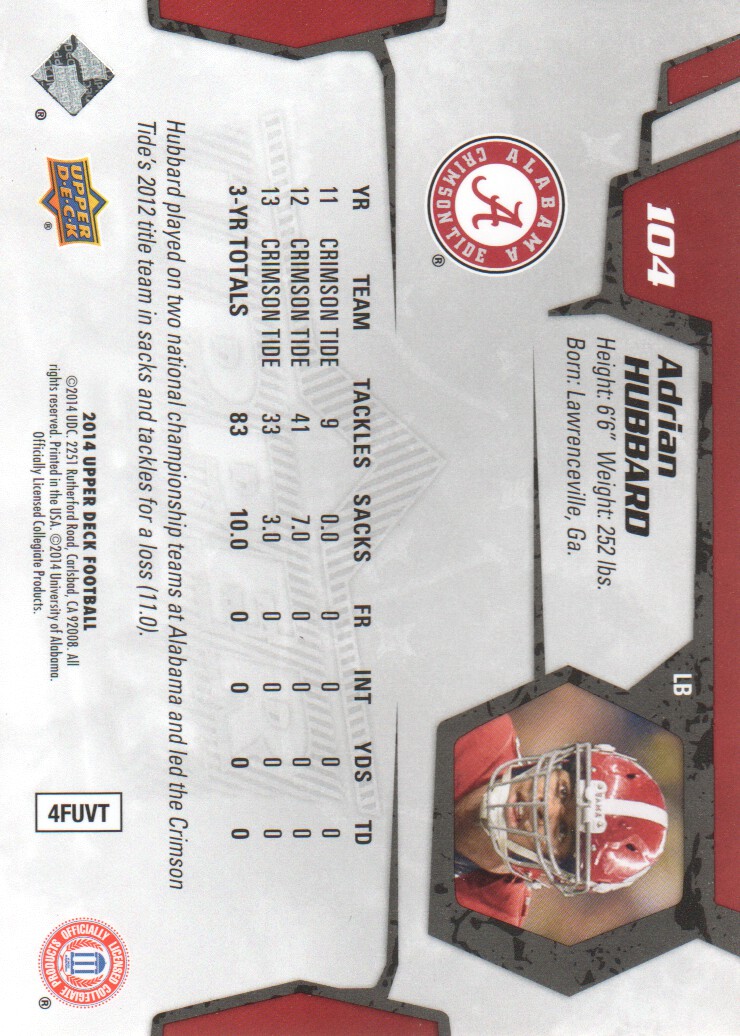 104
Adrian
HUBBARD
Height: 6'6" Weight: 252 lbs.
Born: Lawrenceville, Ga.
LB
ALABAMA
A
CRIMSON TIDE
®
YR TEAM TACKLES SACKS FR INT YDS TD
11 CRIMSON TIDE 9 0.0 0 0 0 0
12 CRIMSON TIDE 41 7.0 0 0 0 0
13 CRIMSON TIDE 33 3.0 0 0 0 0
3-YR TOTALS 83 10.0 0 0 0 0
Hubbard played on two national championship teams at Alabama and led the Crimson
Tide's 2012 title team in sacks and tackles for a loss (11.0).
®
UPPER
DECK
®
2014 UPPER DECK FOOTBALL
©2014 UDC. 2251 Rutherford Road, Carlsbad, CA 92008. All
rights reserved. Printed in the USA. ©2014 University of Alabama.
Officially Licensed Collegiate Products.
4FUVT
OFFICIALLY LICENSED
COLLEGIATE PRODUCTS
®